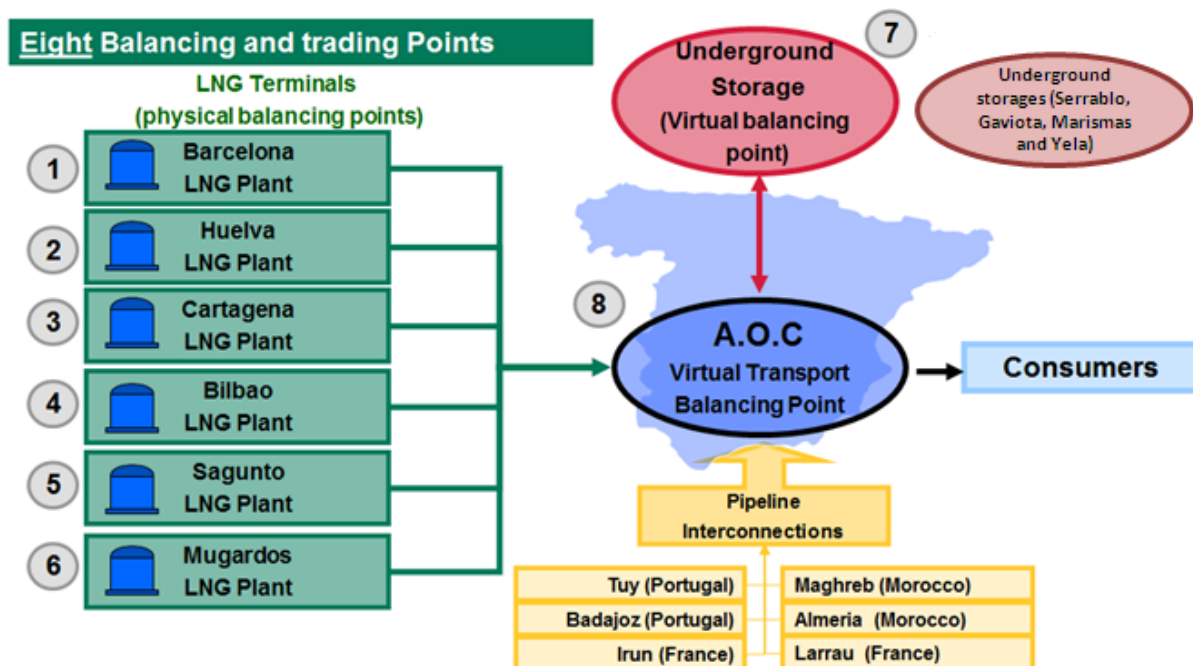 Eight Balancing and trading Points
LNG Terminals
(physical balancing points)
1
Barcelona
LNG Plant
2
Huelva
LNG Plant
3
Cartagena
LNG Plant
4
Bilbao
LNG Plant
5
Sagunto
LNG Plant
6
Mugardos
LNG Plant
7
Underground
Storage
(Virtual balancing
point)
Underground
storages (Serrablo,
Gaviota, Marismas
and Yela)
8
A.O.C
Virtual Transport
Balancing Point
Consumers
Pipeline
Interconnections
Tuy (Portugal)
Badajoz (Portugal)
Irun (France)
Maghreb (Morocco)
Almeria (Morocco)
Larrau (France)